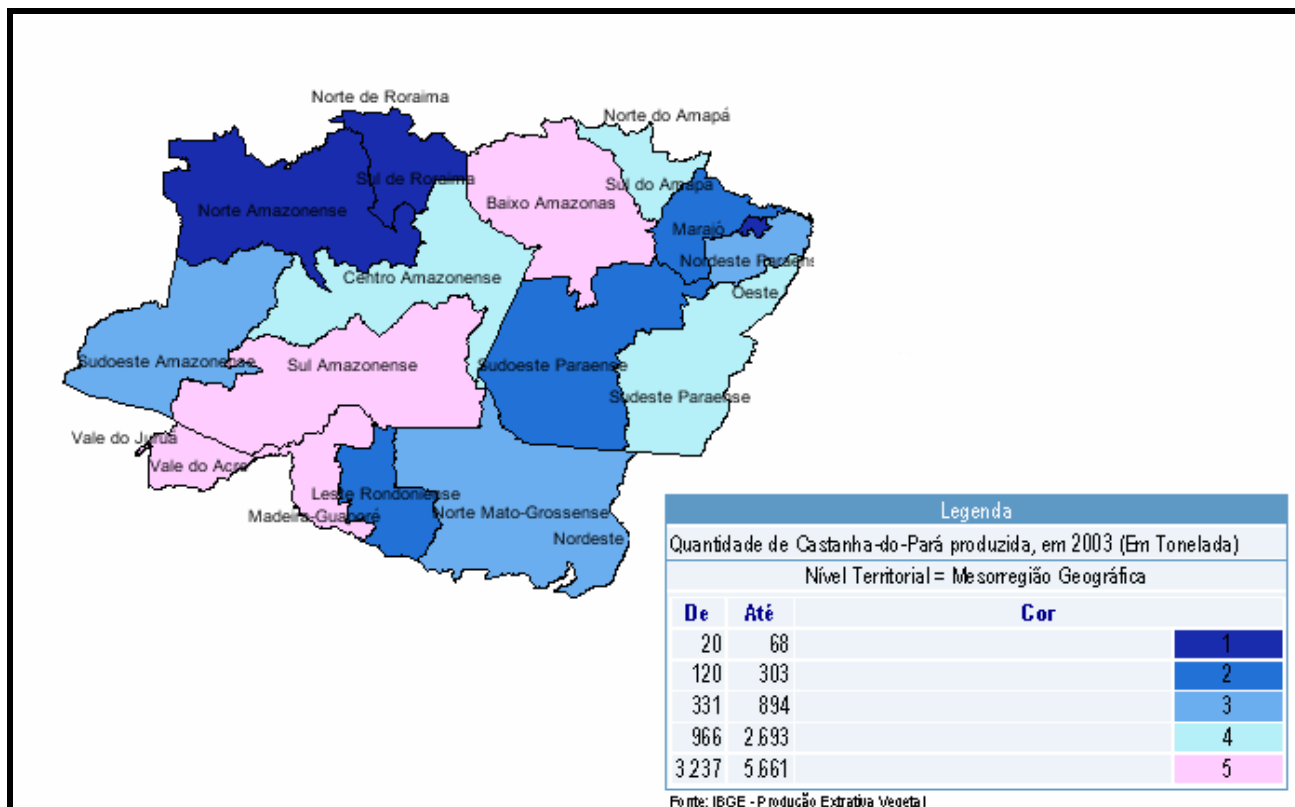 Norte de Roraima
Norte do Amapá
Sul de Roraima
Sul do Amapá
Baixo Amazonas
Norte Amazonense
Marajó
Nordeste Paraens
Centro Amazonense
Oeste
Sudoeste Amazonense
Sul Amazonense
Sudoeste Paraense
Sudeste Paraense
Vale do Juruá
Vale do Acre
Leste Rondoniense
Madeira-Guaporé
Norte Mato-Grossense
Nordeste
Legenda
Quantidade de Castanha-do-Pará produzida, em 2003 (Em Tonelada)
Nível Territorial = Mesorregião Geográfica
De Até Cor
20 68 1
120 303 2
331 894 3
966 2.693 4
3.237 5.661 5
Fonte: IBGE - Produção Extrativa Vegetal